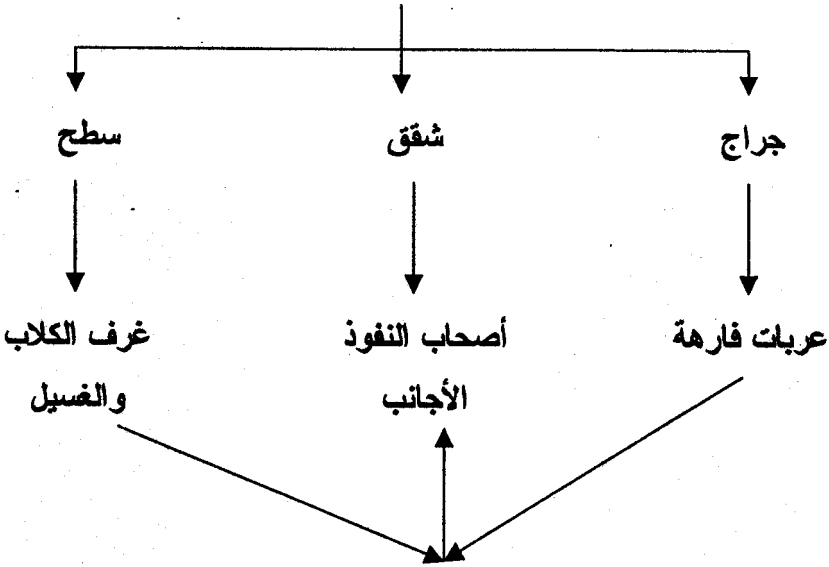 جراج شقق سطح
عربات فارهة أصحاب النفوذ غرف الكلاب
الأجانب والغسيل